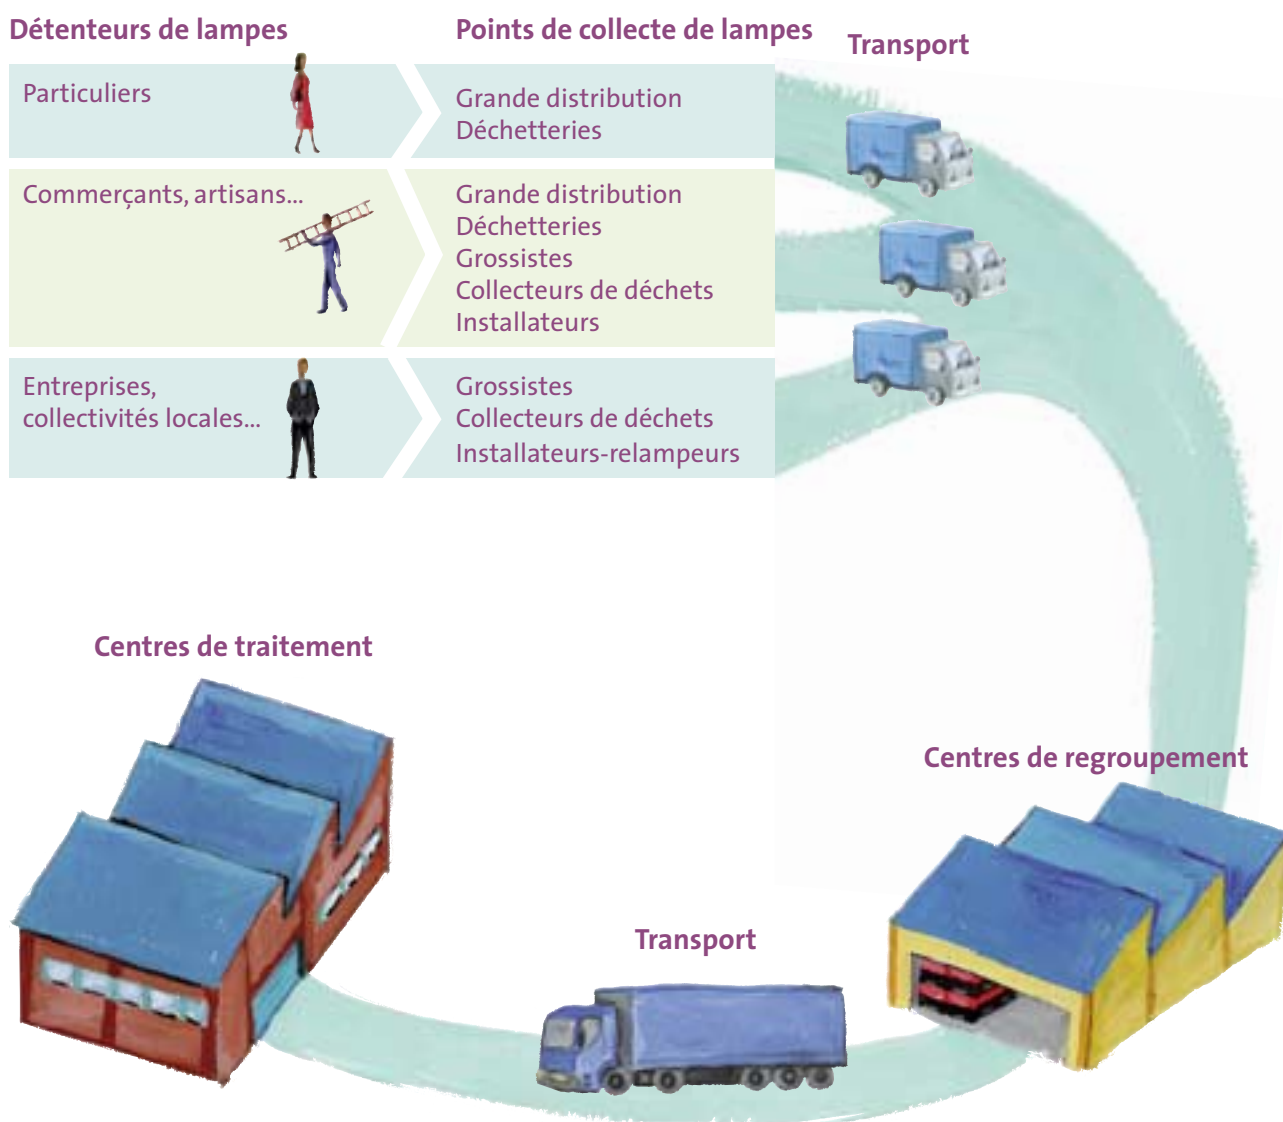 Détenteurs de lampes
Points de collecte de lampes
Transport
Particuliers
Grande distribution
Déchetteries
Commerçants, artisans...
Grande distribution
Déchetteries
Grossistes
Collecteurs de déchets
Installateurs
Entreprises,
collectivités locales...
Grossistes
Collecteurs de déchets
Installateurs-relampeurs
Centres de traitement
Centres de regroupement
Transport